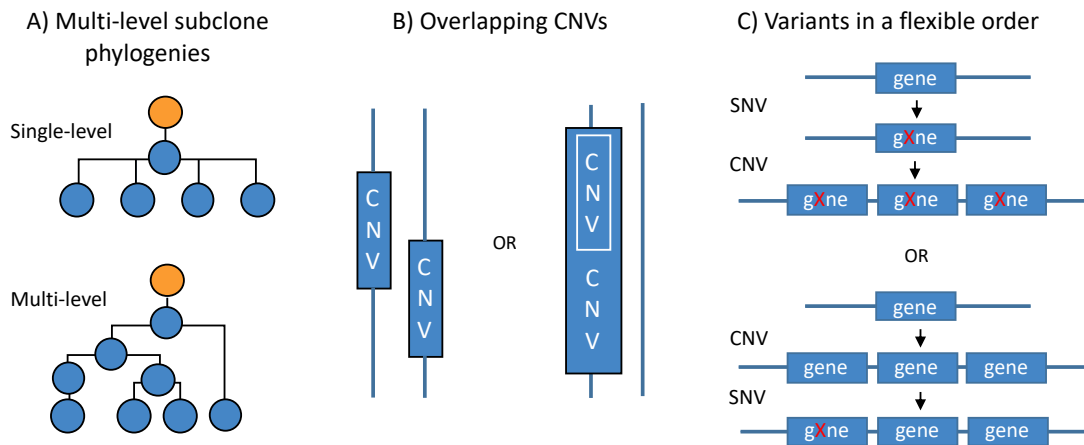 A) Multi-level subclone
phylogenies
Single-level
Multi-level
B) Overlapping CNVs
C
N
V
C
N
V
OR
C
N
V
C
N
V
C) Variants in a flexible order
gene
SNV
gXne
CNV
gXne gXne gXne
OR
gene
CNV
gene gene gene
SNV
gXne gene gene